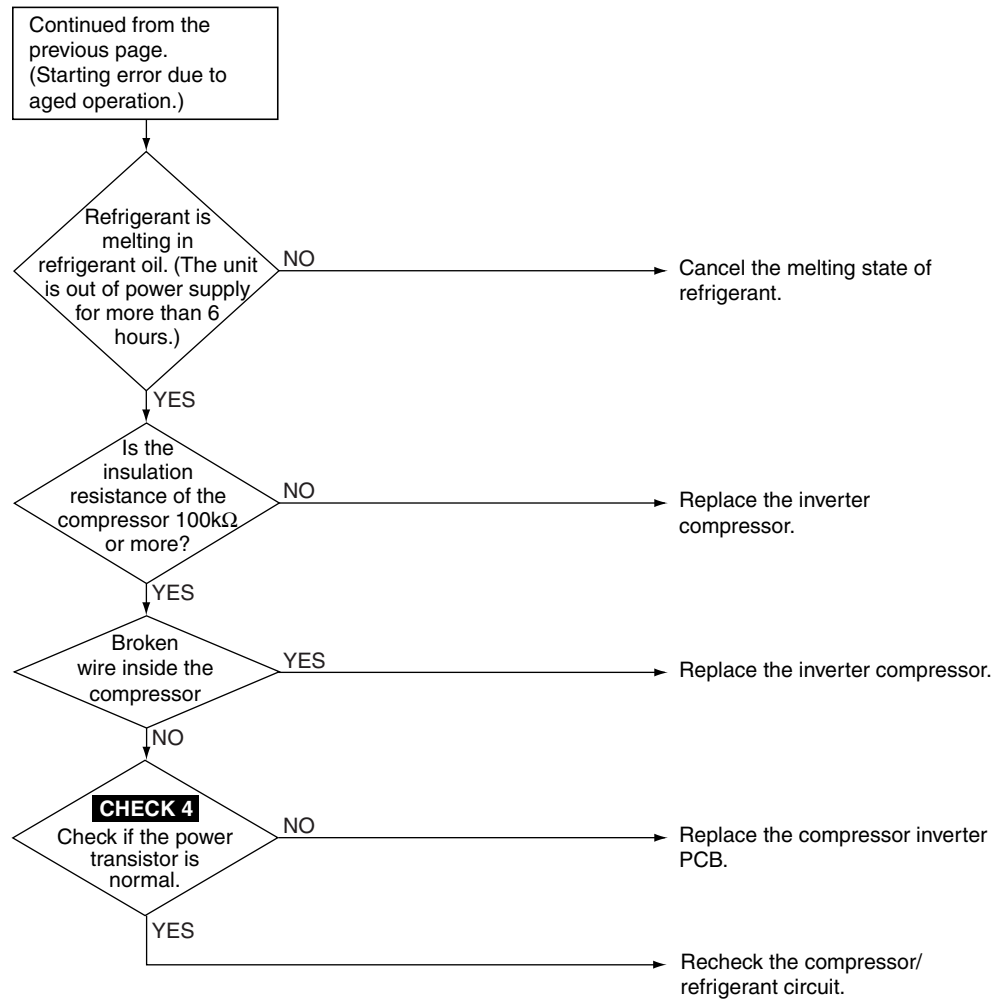 Continued from the
previous page.
(Starting error due to
aged operation.)
Refrigerant is
melting in
refrigerant oil. (The unit
is out of power supply
for more than 6
hours.)
NO
Cancel the melting state of
refrigerant.
YES
Is the
insulation
resistance of the
compressor 100kΩ
or more?
NO
Replace the inverter
compressor.
YES
Broken
wire inside the
compressor
YES
Replace the inverter compressor.
NO
CHECK 4
Check if the power
transistor is
normal.
NO
Replace the compressor inverter
PCB.
YES
Recheck the compressor/
refrigerant circuit.